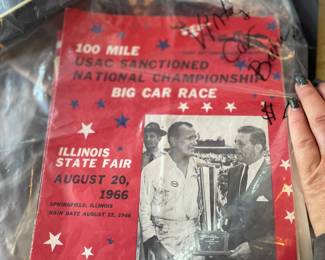 100 MILE
USAC SANCTIONED
NATIONAL CHAMPIONSHIP
BIG CAR RACE
ILLINOIS
STATE FAIR
AUGUST 20,
1966
SPRINGFIELD, ILLINOIS
RAIN DATE AUGUST 22, 1966